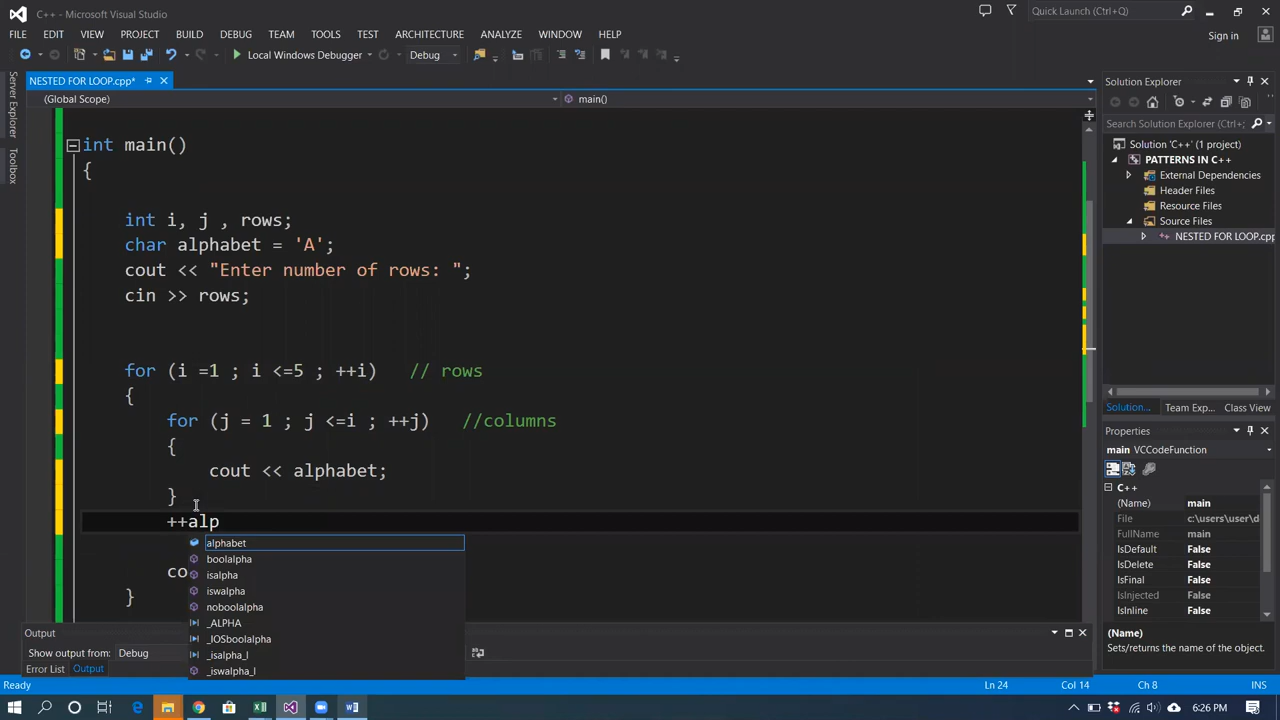 C++ - Microsoft Visual Studio
Quick Launch (Ctrl+Q)
FILE EDIT VIEW PROJECT BUILD DEBUG TEAM TOOLS TEST ARCHITECTURE ANALYZE WINDOW HELP
Sign in
Local Windows Debugger Debug
Server Explorer
Toolbox
NESTED FOR LOOP.cpp*
(Global Scope) main()
int main()
{
int i, j , rows;
char alphabet = 'A';
cout << "Enter number of rows: ";
cin >> rows;
for (i =1 ; i <=5 ; ++i) // rows
{
for (j = 1 ; j <=i ; ++j) //columns
{
cout << alphabet;
}
++alp
alphabet
boolalpha
isalpha
iswalpha
noboolalpha
_ALPHA
_IOSboolalpha
_isalpha_l
_iswalpha_l
co
}
Solution Explorer
Search Solution Explorer (Ctrl+;
Solution 'C++' (1 project)
PATTERNS IN C++
External Dependencies
Header Files
Resource Files
Source Files
NESTED FOR LOOP.cpp
Solution... Team Exp... Class View
Properties
main VCCodeFunction
C++
(Name) main
File c:\users\user\d
FullName main
IsDefault False
IsDelete False
IsFinal False
IsInjected False
IsInline False
(Name)
Sets/returns the name of the object.
Output
Show output from: Debug
Error List Output
Ready Ln 24 Col 14 Ch 8 INS
6:26 PM